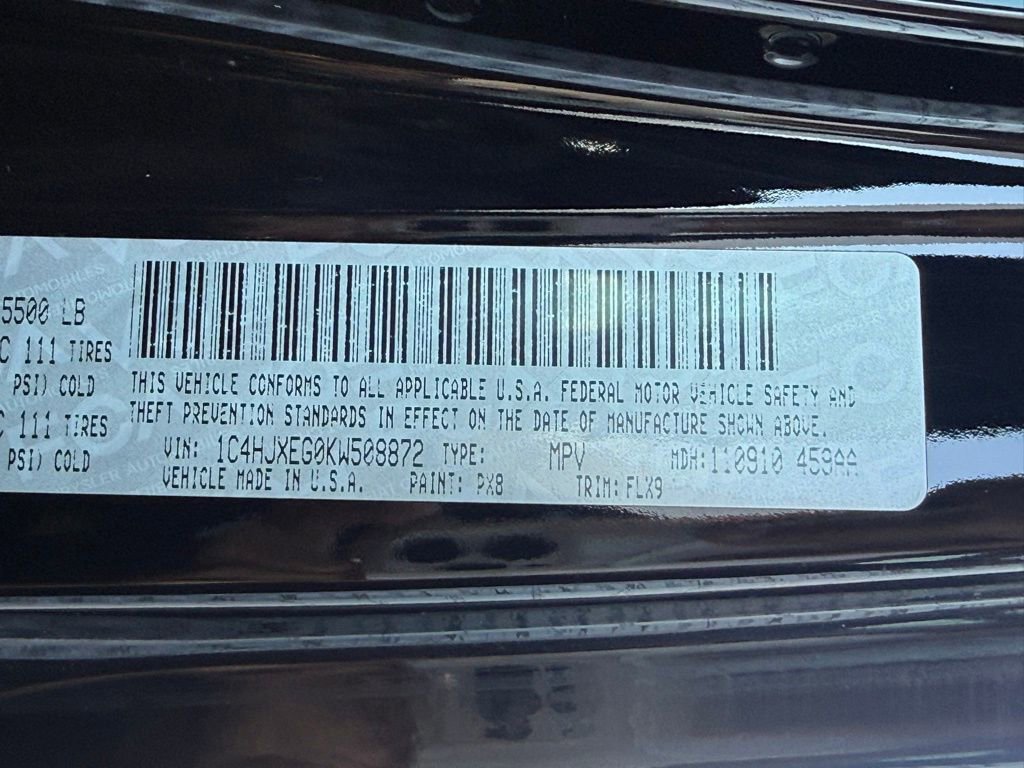 5500 LB
C 111 TIRES
PSI) COLD
C 111 TIRES
PSI) COLD
THIS VEHICLE CONFORMS TO ALL APPLICABLE U.S.A. FEDERAL MOTOR VEHICLE SAFETY AND
THEFT PREVENTION STANDARDS IN EFFECT ON THE DATE OF MANUFACTURE SHOWN ABOVE.
VIN: 1C4HJXEG0KW508872 TYPE: MPV MDH: 110910 459AA
VEHICLE MADE IN U.S.A. PAINT: PX8 TRIM: FLX9